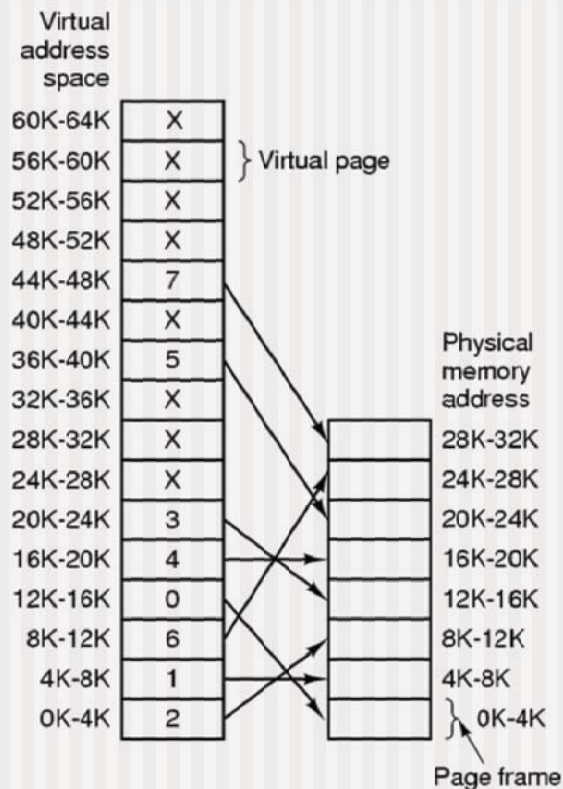 Virtual
address
space
60K-64K X
56K-60K X } Virtual page
52K-56K X
48K-52K X
44K-48K 7
40K-44K X
36K-40K 5
32K-36K X
28K-32K X
24K-28K X
20K-24K 3
16K-20K 4
12K-16K 0
8K-12K 6
4K-8K 1
0K-4K 2
Physical
memory
address
28K-32K
24K-28K
20K-24K
16K-20K
12K-16K
8K-12K
4K-8K
} 0K-4K
Page frame